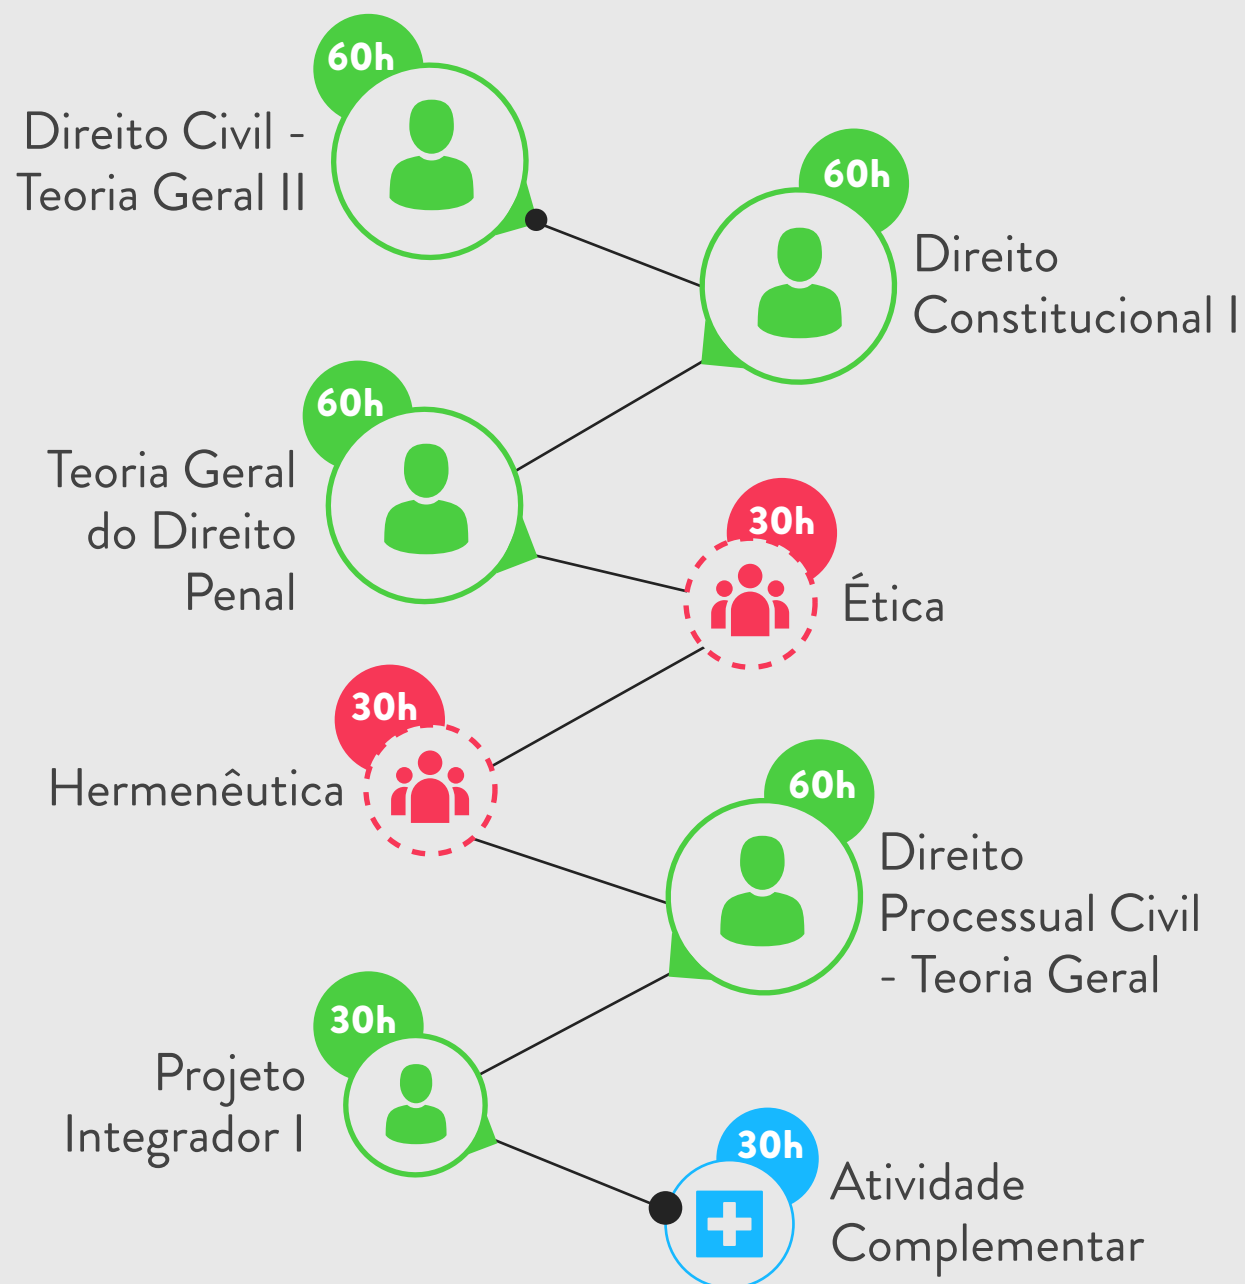 60h
Direito Civil -
Teoria Geral II
60h
Direito
Constitucional I
60h
Teoria Geral
do Direito
Penal
30h
Ética
30h
Hermenêutica
60h
Direito
Processual Civil
- Teoria Geral
30h
Projeto
Integrador I
30h
Atividade
Complementar